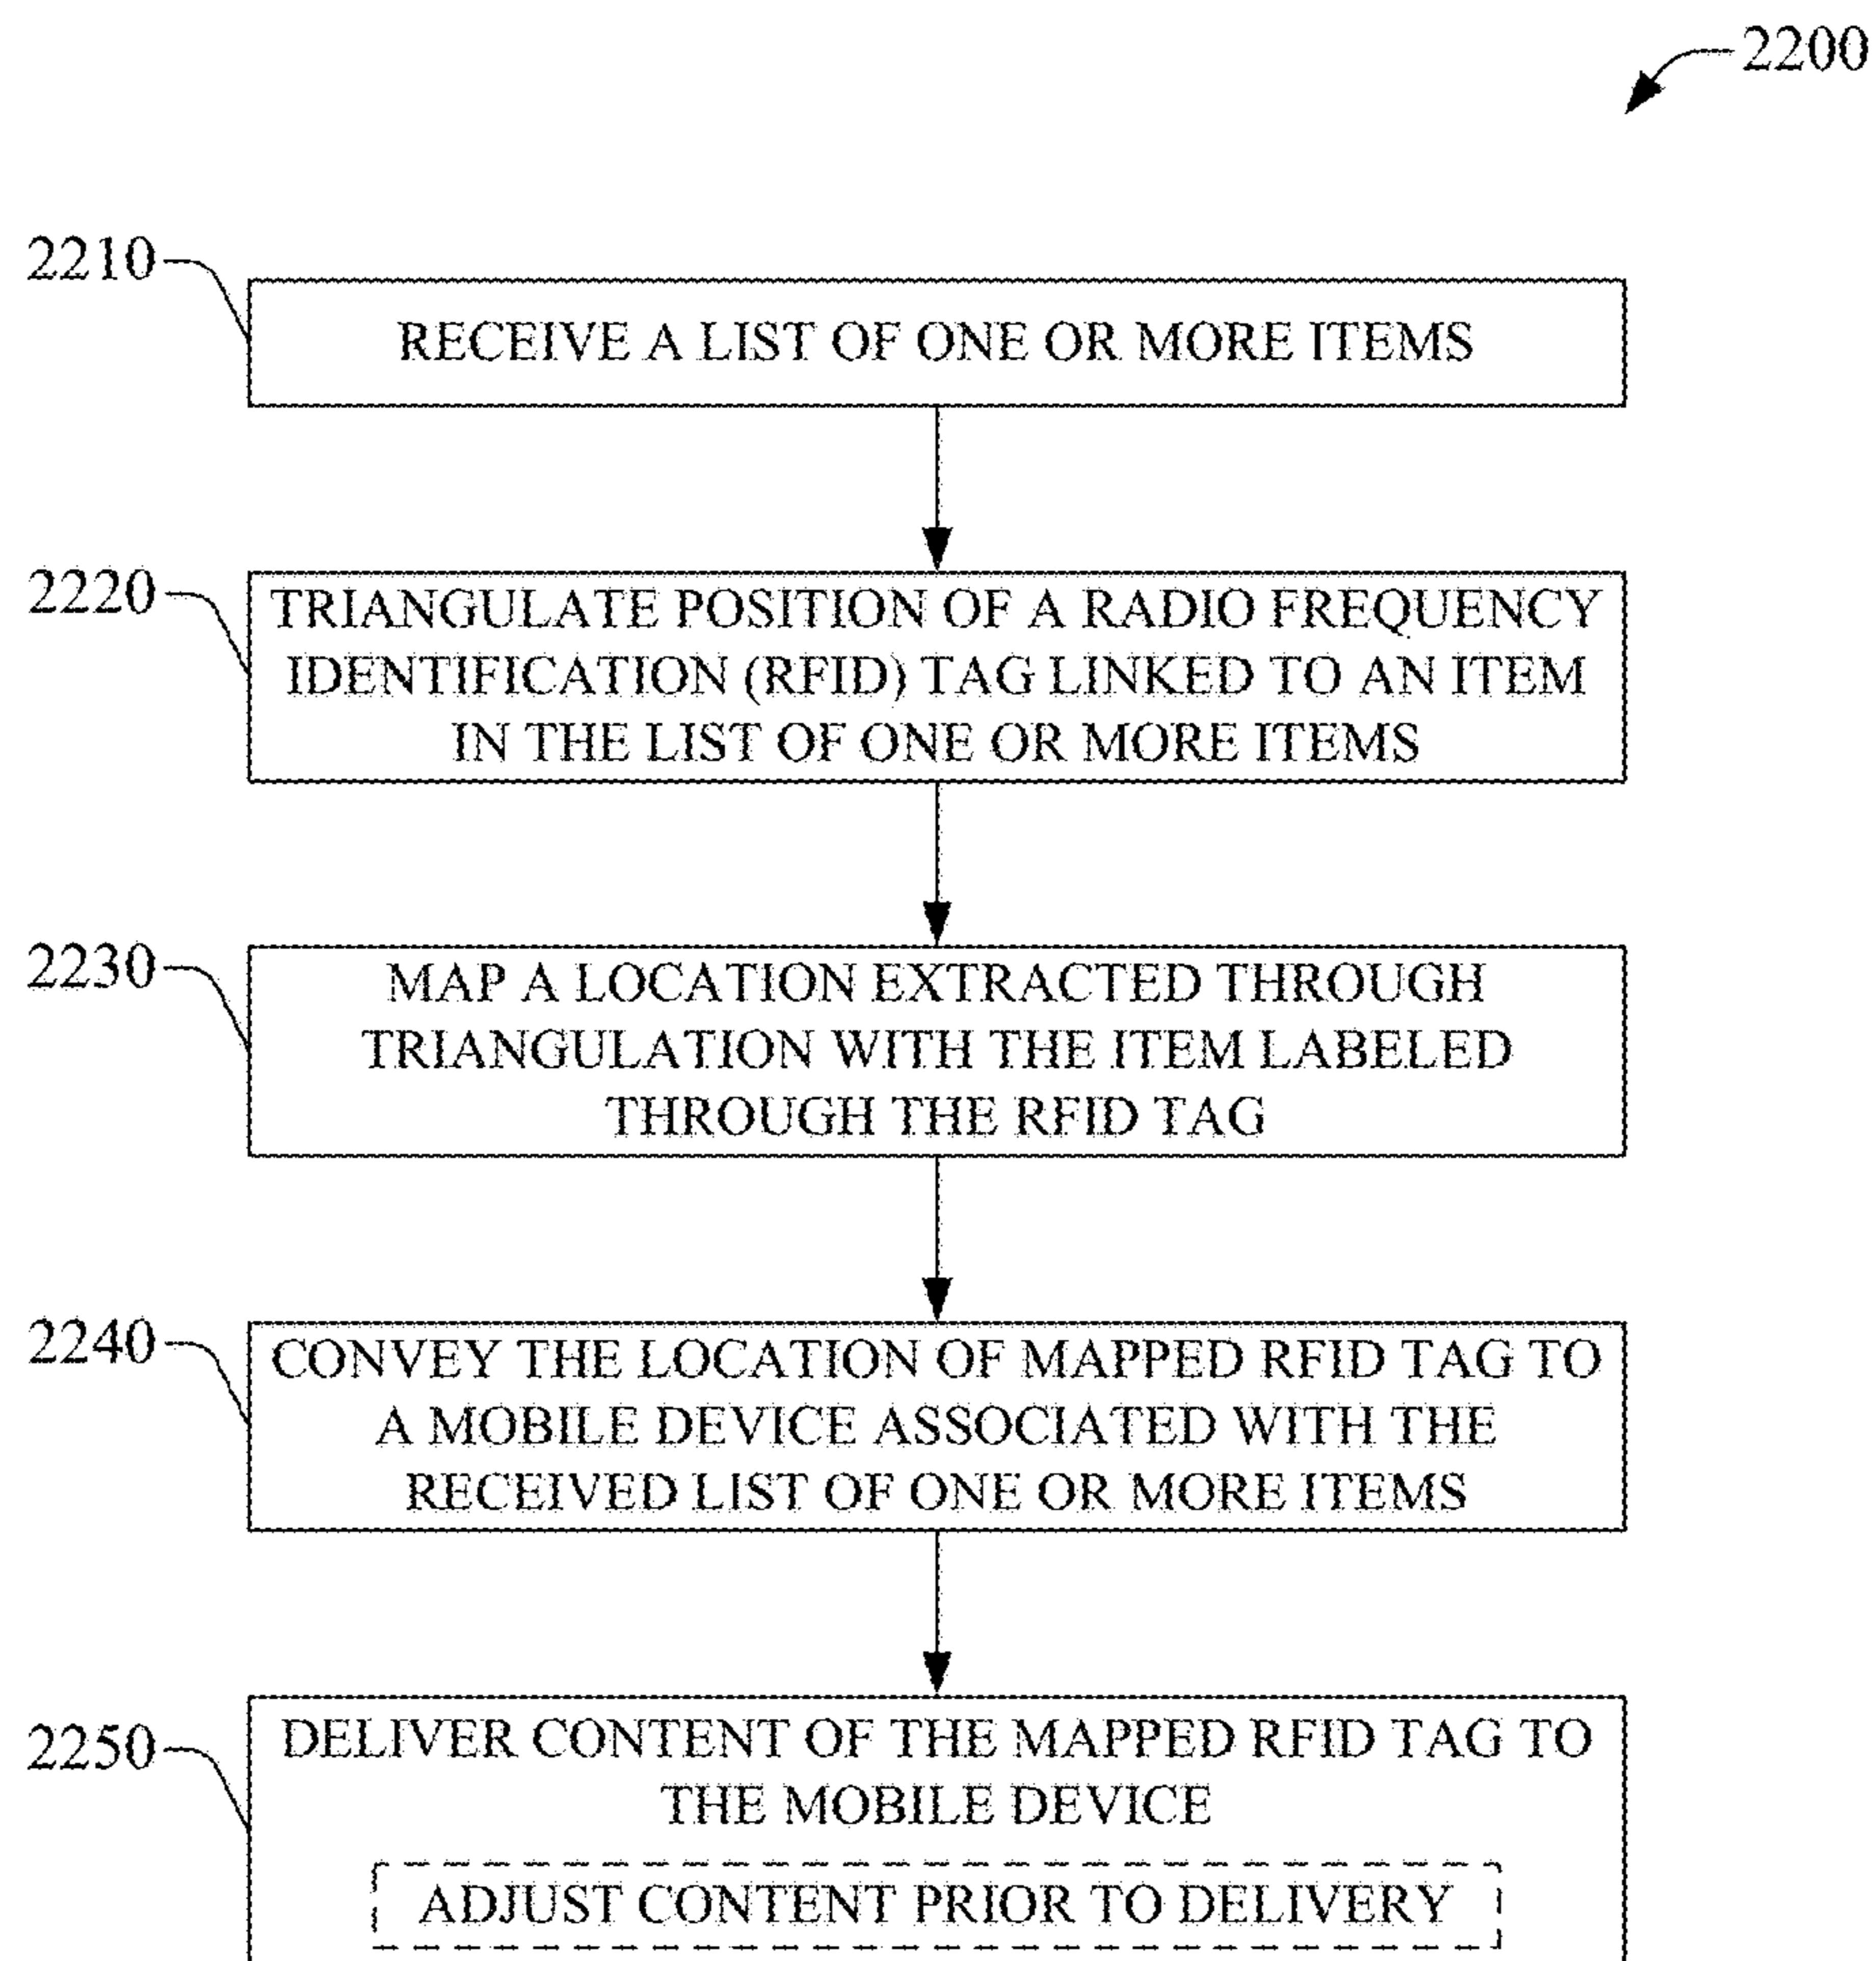 2200
2210
RECEIVE A LIST OF ONE OR MORE ITEMS
2220
TRIANGULATE POSITION OF A RADIO FREQUENCY
IDENTIFICATION (RFID) TAG LINKED TO AN ITEM
IN THE LIST OF ONE OR MORE ITEMS
2230
MAP A LOCATION EXTRACTED THROUGH
TRIANGULATION WITH THE ITEM LABELED
THROUGH THE RFID TAG
2240
CONVEY THE LOCATION OF MAPPED RFID TAG TO
A MOBILE DEVICE ASSOCIATED WITH THE
RECEIVED LIST OF ONE OR MORE ITEMS
2250
DELIVER CONTENT OF THE MAPPED RFID TAG TO
THE MOBILE DEVICE
ADJUST CONTENT PRIOR TO DELIVERY